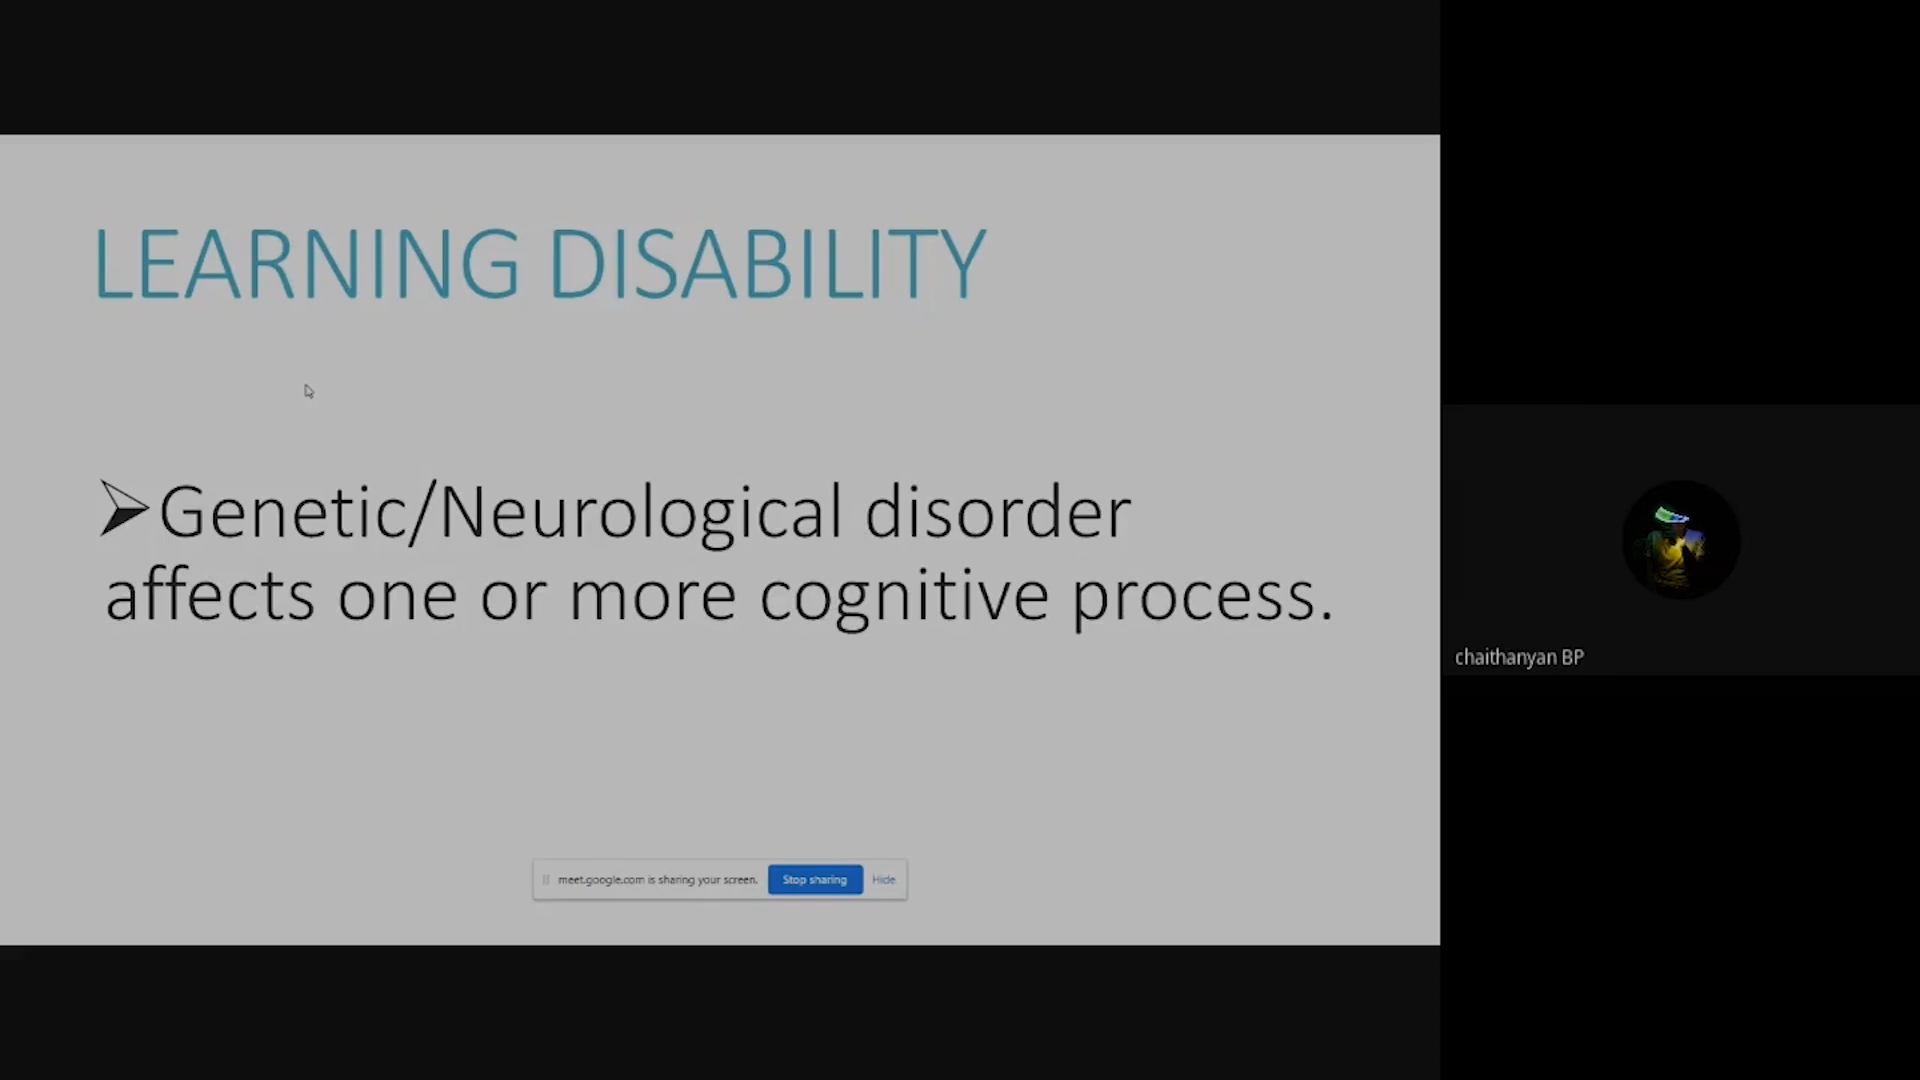 LEARNING DISABILITY
➢Genetic/Neurological disorder
affects one or more cognitive process.
chaithanyan BP
meet.google.com is sharing your screen. Stop sharing Hide